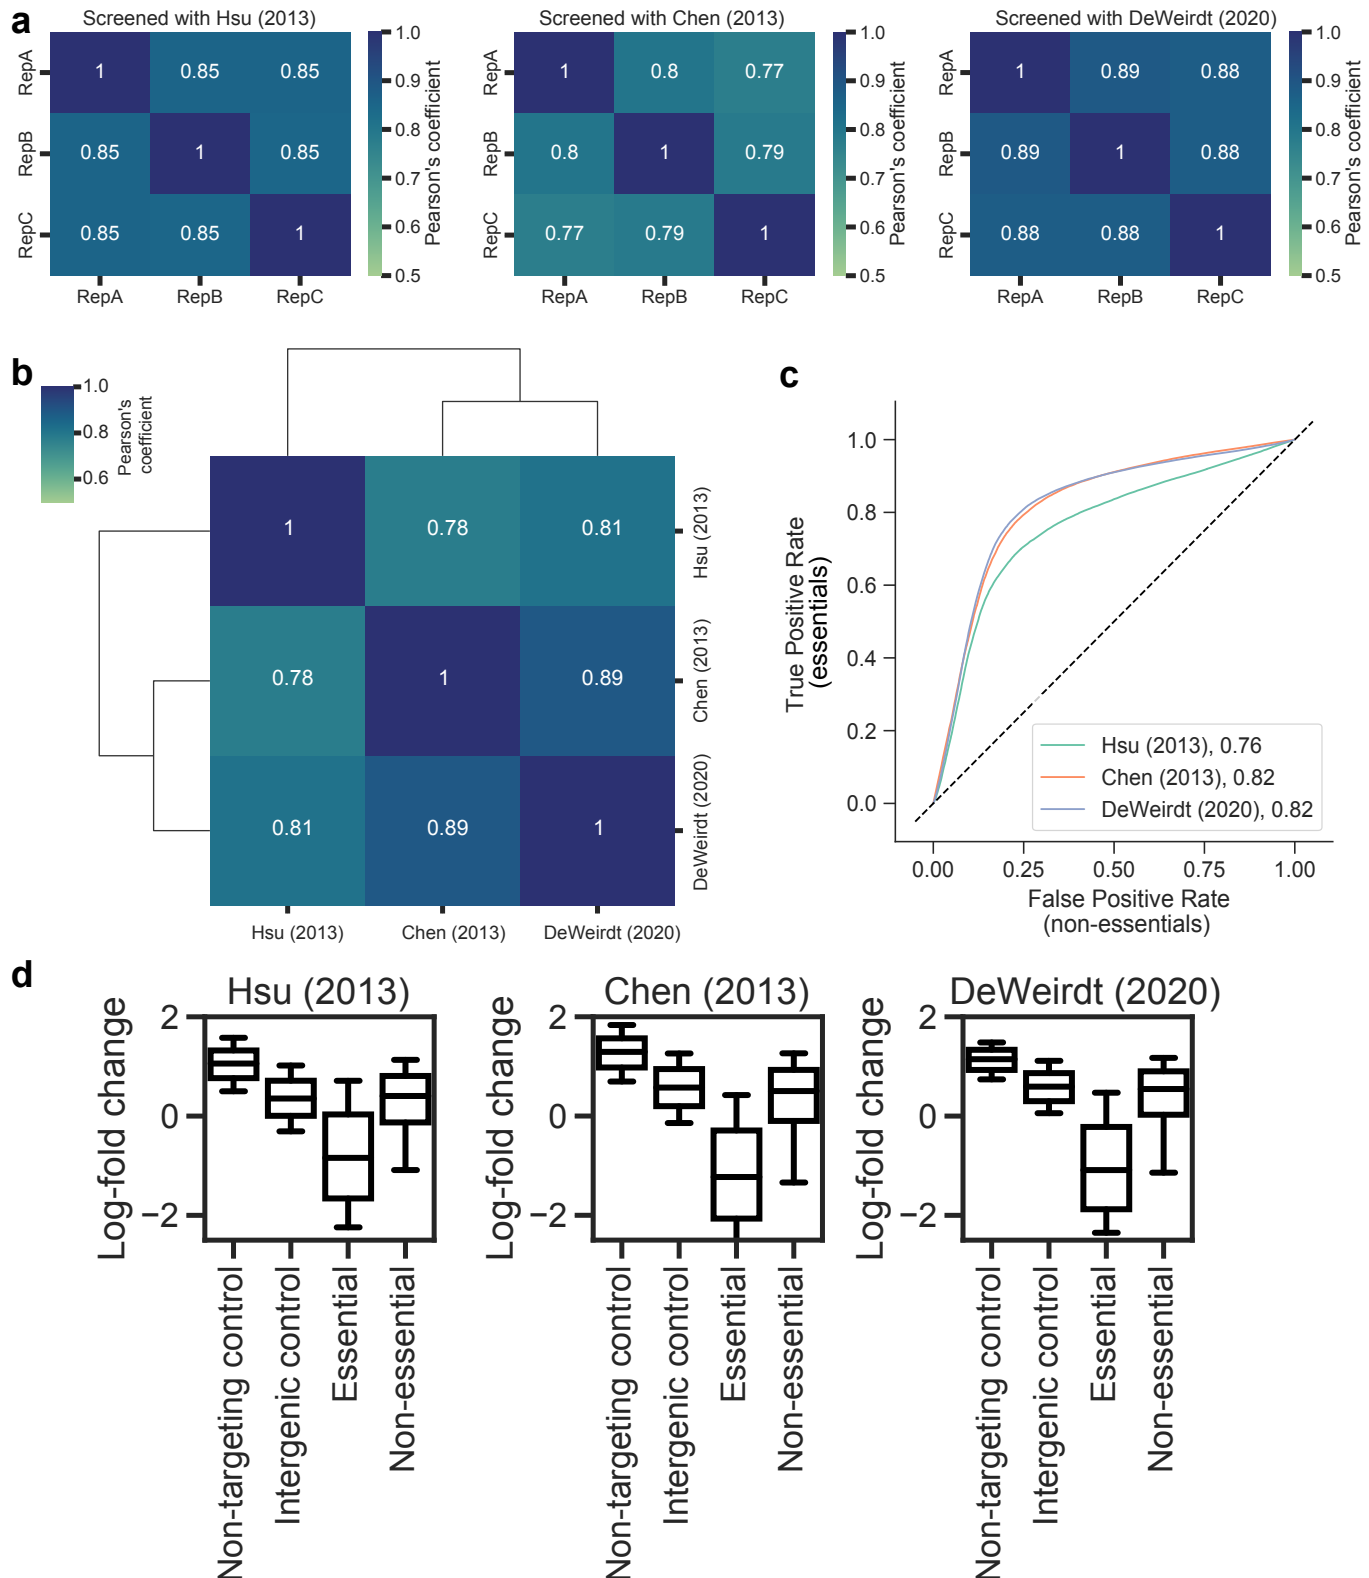 a
Screened with Hsu (2013)
RepA
RepB
RepC
1 0.85 0.85
0.85 1 0.85
0.85 0.85 1
RepA RepB RepC
1.0
0.9
0.8
0.7
0.6
0.5
Pearson's coefficient
Screened with Chen (2013)
RepA
RepB
RepC
1 0.8 0.77
0.8 1 0.79
0.77 0.79 1
RepA RepB RepC
1.0
0.9
0.8
0.7
0.6
0.5
Pearson's coefficient
Screened with DeWeirdt (2020)
RepA
RepB
RepC
1 0.89 0.88
0.89 1 0.88
0.88 0.88 1
RepA RepB RepC
1.0
0.9
0.8
0.7
0.6
0.5
Pearson's coefficient
b
1.0
0.8
0.6
Pearson's
coefficient
1 0.78 0.81
0.78 1 0.89
0.81 0.89 1
Hsu (2013)
Chen (2013)
DeWeirdt (2020)
Hsu (2013) Chen (2013) DeWeirdt (2020)
c
True Positive Rate
(essentials)
1.0
0.8
0.6
0.4
0.2
0.0
Hsu (2013), 0.76
Chen (2013), 0.82
DeWeirdt (2020), 0.82
0.00 0.25 0.50 0.75 1.00
False Positive Rate
(non-essentials)
d
Hsu (2013)
Log-fold change
2
0
−2
Non-targeting control
Intergenic control
Essential
Non-essential
Chen (2013)
Log-fold change
2
0
−2
Non-targeting control
Intergenic control
Essential
Non-essential
DeWeirdt (2020)
Log-fold change
2
0
−2
Non-targeting control
Intergenic control
Essential
Non-essential